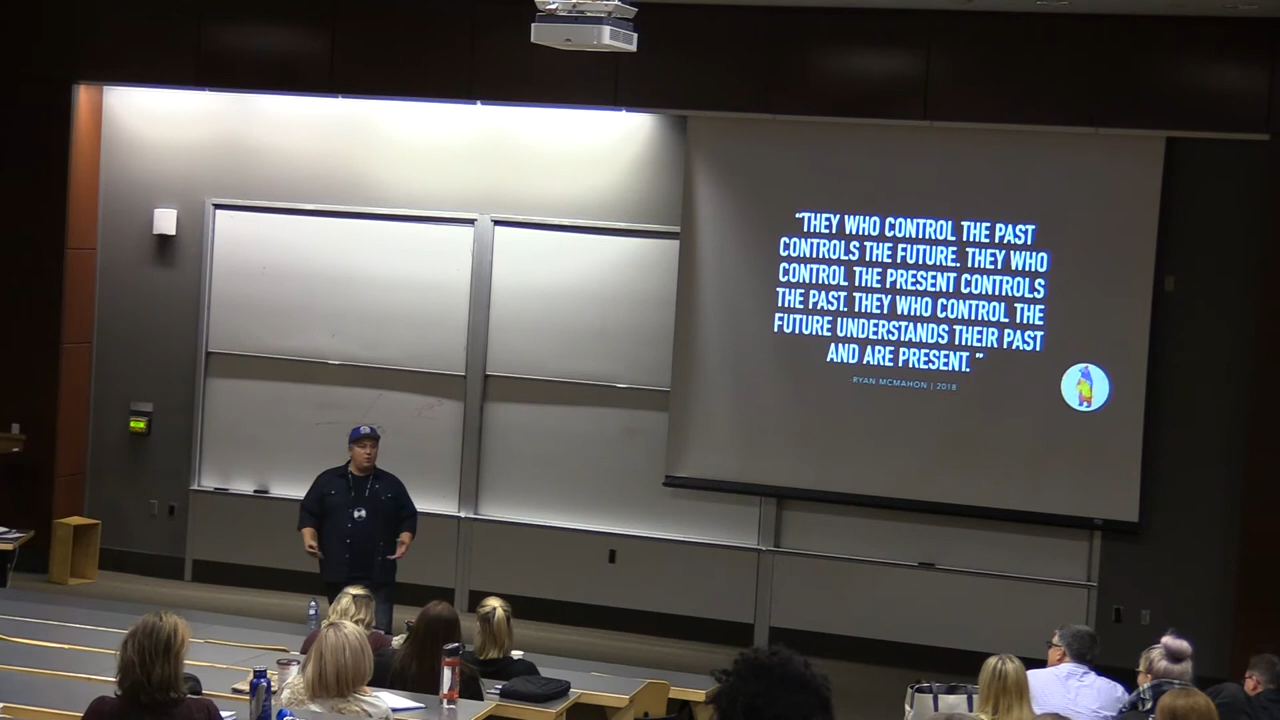 “THEY WHO CONTROL THE PAST
CONTROLS THE FUTURE. THEY WHO
CONTROL THE PRESENT CONTROLS
THE PAST. THEY WHO CONTROL THE
FUTURE UNDERSTANDS THEIR PAST
AND ARE PRESENT. ”
-RYAN MCMAHON | 2018